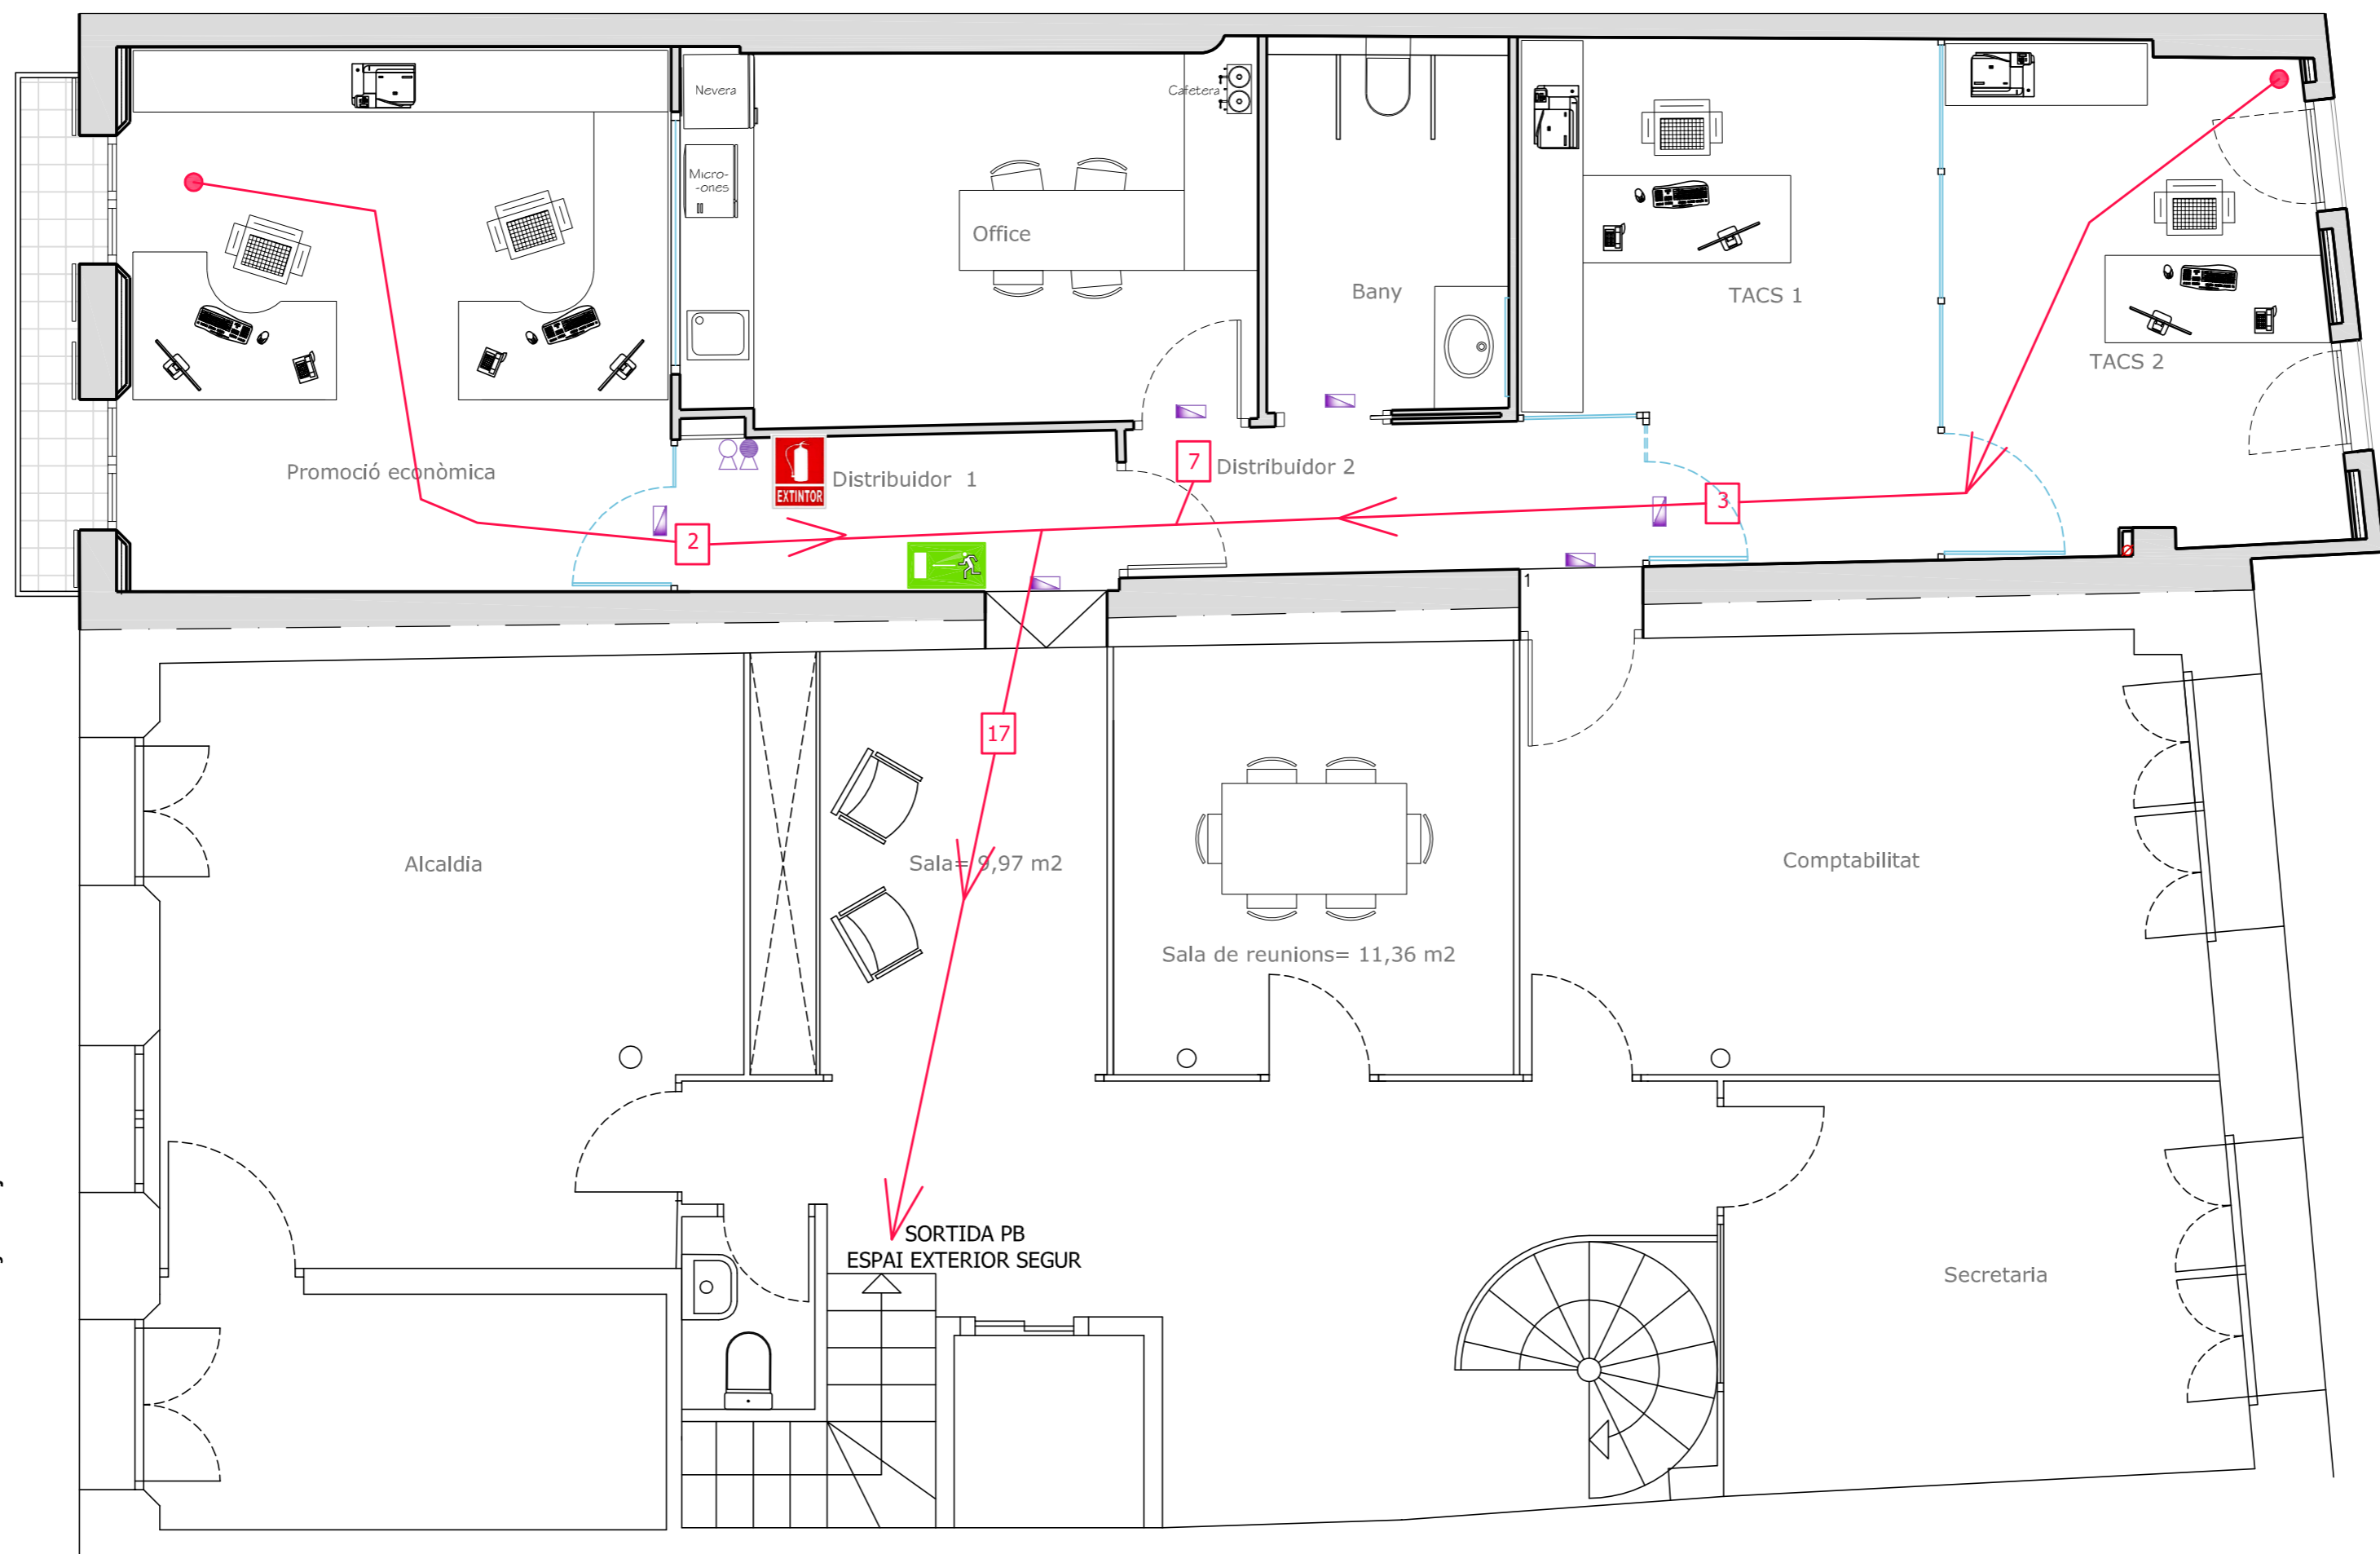 Nevera
Cafetera
Micro-
-ones
Office
Bany
TACS 1
TACS 2
Promoció econòmica
EXTINTOR
Distribuidor 1
7
Distribuidor 2
3
2
1
17
Alcaldia
Sala= 9,97 m2
Comptabilitat
Sala de reunions= 11,36 m2
SORTIDA PB
ESPAI EXTERIOR SEGUR
Secretaria